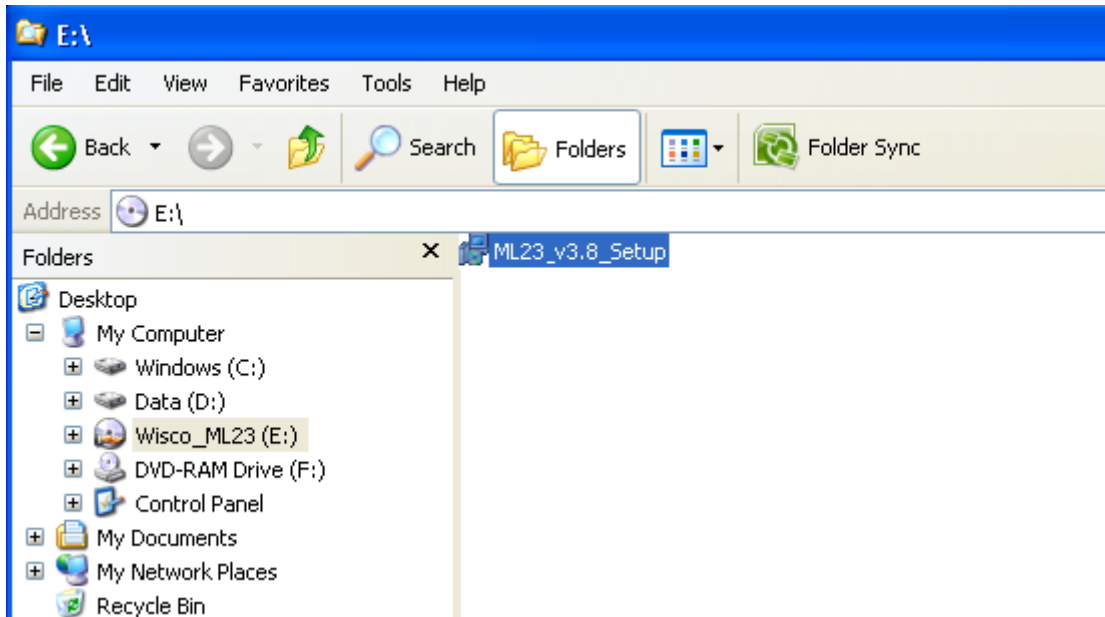 E:\
File Edit View Favorites Tools Help
Back Search Folders Folder Sync
Address E:\
Folders
ML23_v3.8_Setup
Desktop
My Computer
Windows (C:)
Data (D:)
Wisco_ML23 (E:)
DVD-RAM Drive (F:)
Control Panel
My Documents
My Network Places
Recycle Bin